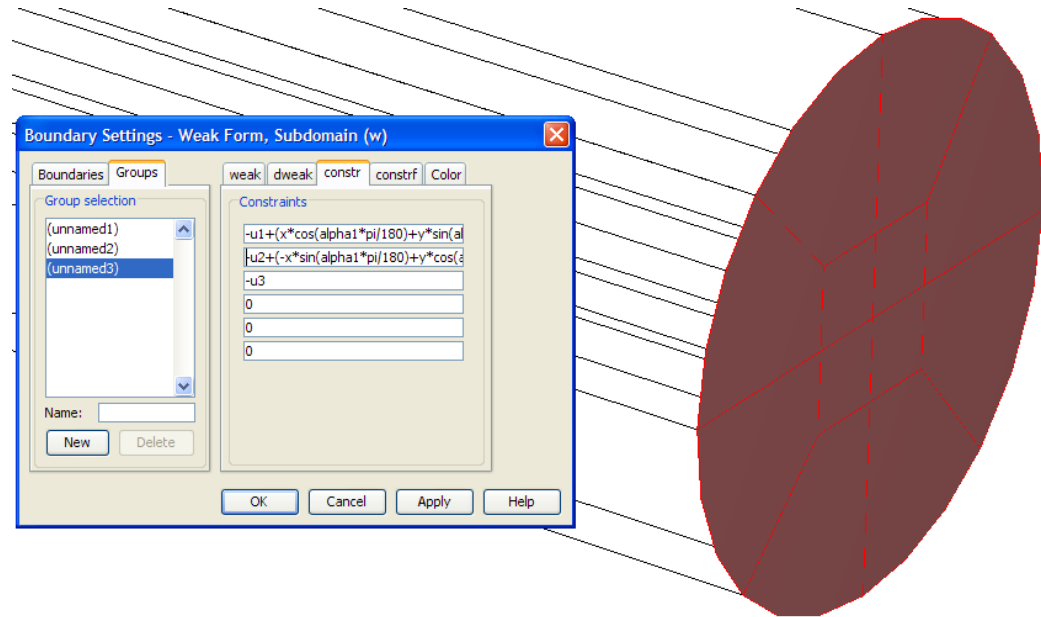 Boundary Settings - Weak Form, Subdomain (w)
Boundaries Groups
weak dweak constr constrf Color
Group selection
(unnamed1)
(unnamed2)
(unnamed3)
Name:
New Delete
Constraints
-u1+(x*cos(alpha1*pi/180)+y*sin(al
-u2+(-x*sin(alpha1*pi/180)+y*cos(a
-u3
0
0
0
OK Cancel Apply Help